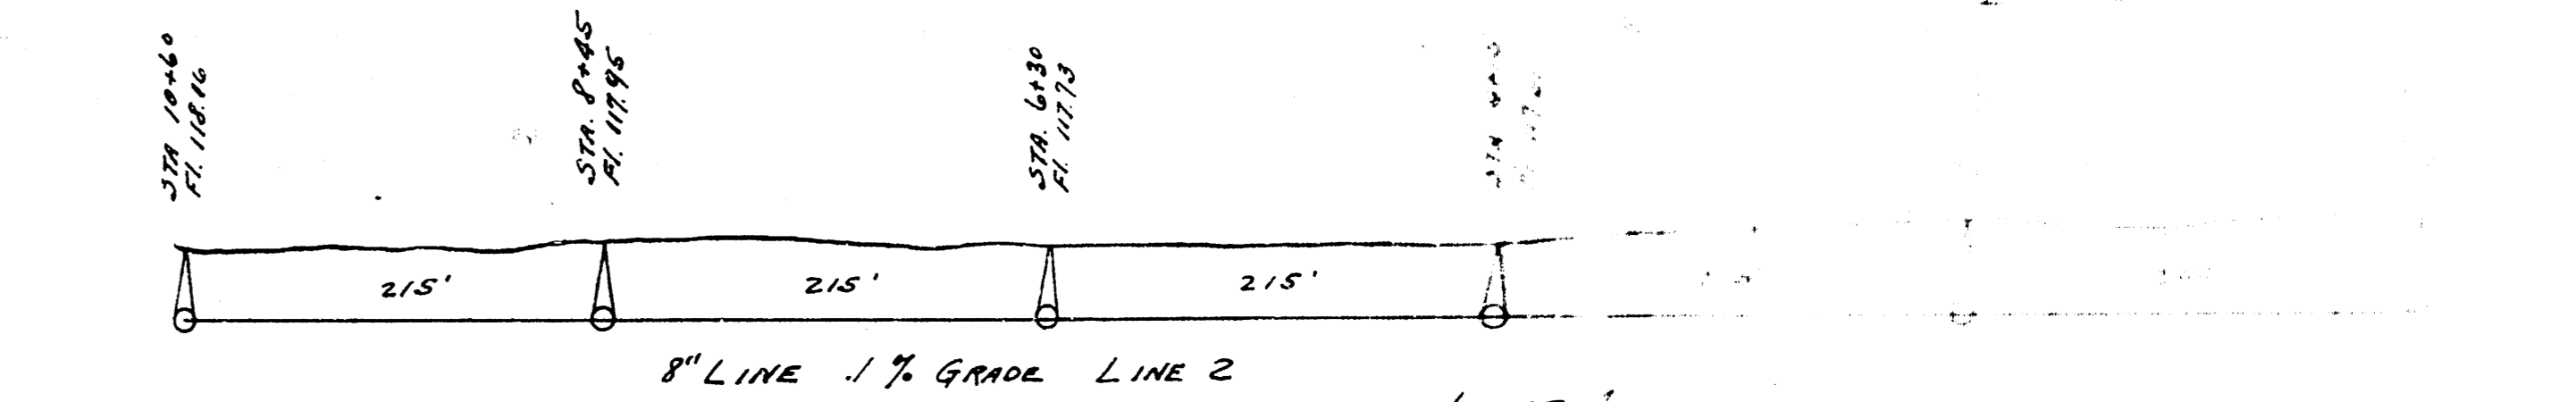 STA 10+60
Fl. 118.16
STA. 8+45
Fl. 117.95
STA. 6+30
Fl. 117.73
215'
215'
215'
8" LINE .1 % GRADE LINE 2